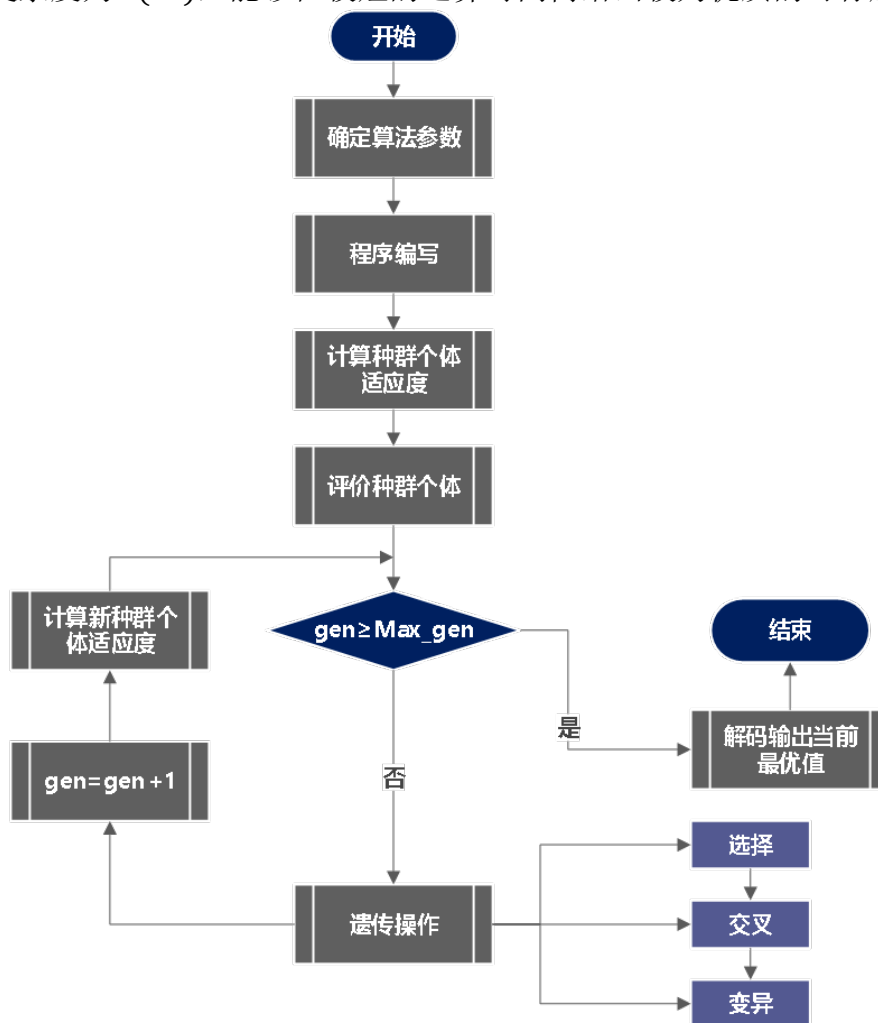 开始
确定算法参数
程序编写
计算种群个体
适应度
评价种群个体
计算新种群个
体适应度
gen≥Max_gen
结束
是
解码输出当前
最优值
gen=gen+1
否
选择
遗传操作
交叉
变异